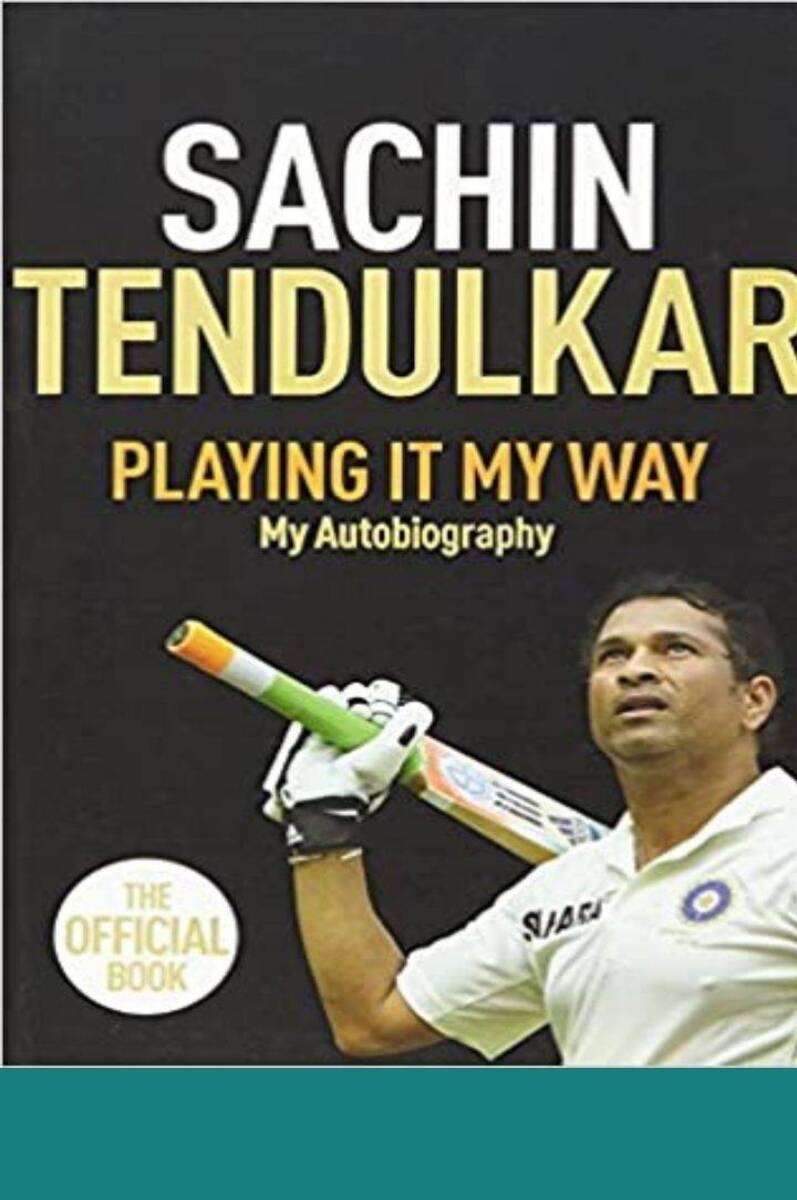 SACHIN
TENDULKAR
PLAYING IT MY WAY
My Autobiography
THE
OFFICIAL
BOOK